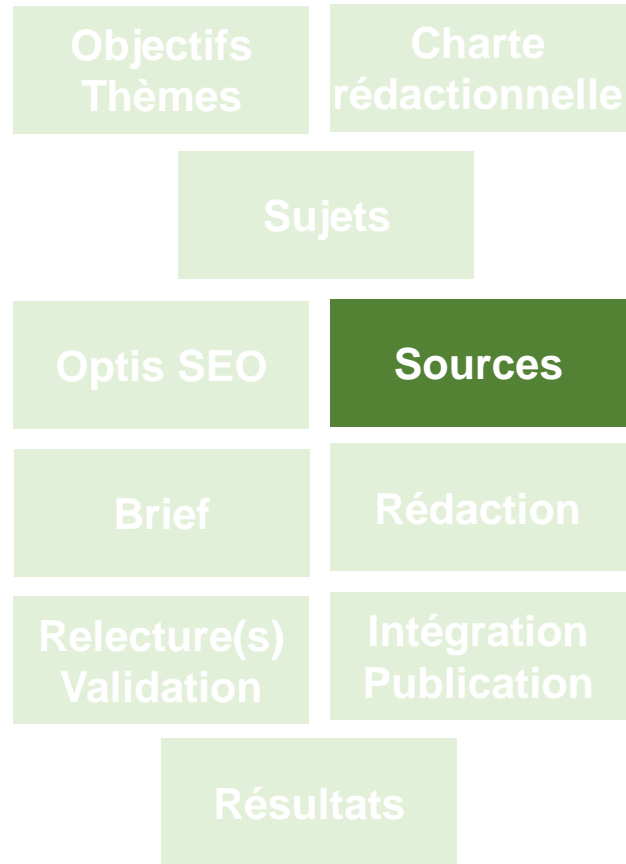 Objectifs
Thèmes
Charte
rédactionnelle
Sujets
Optis SEO
Sources
Brief
Rédaction
Relecture(s)
Validation
Intégration
Publication
Résultats